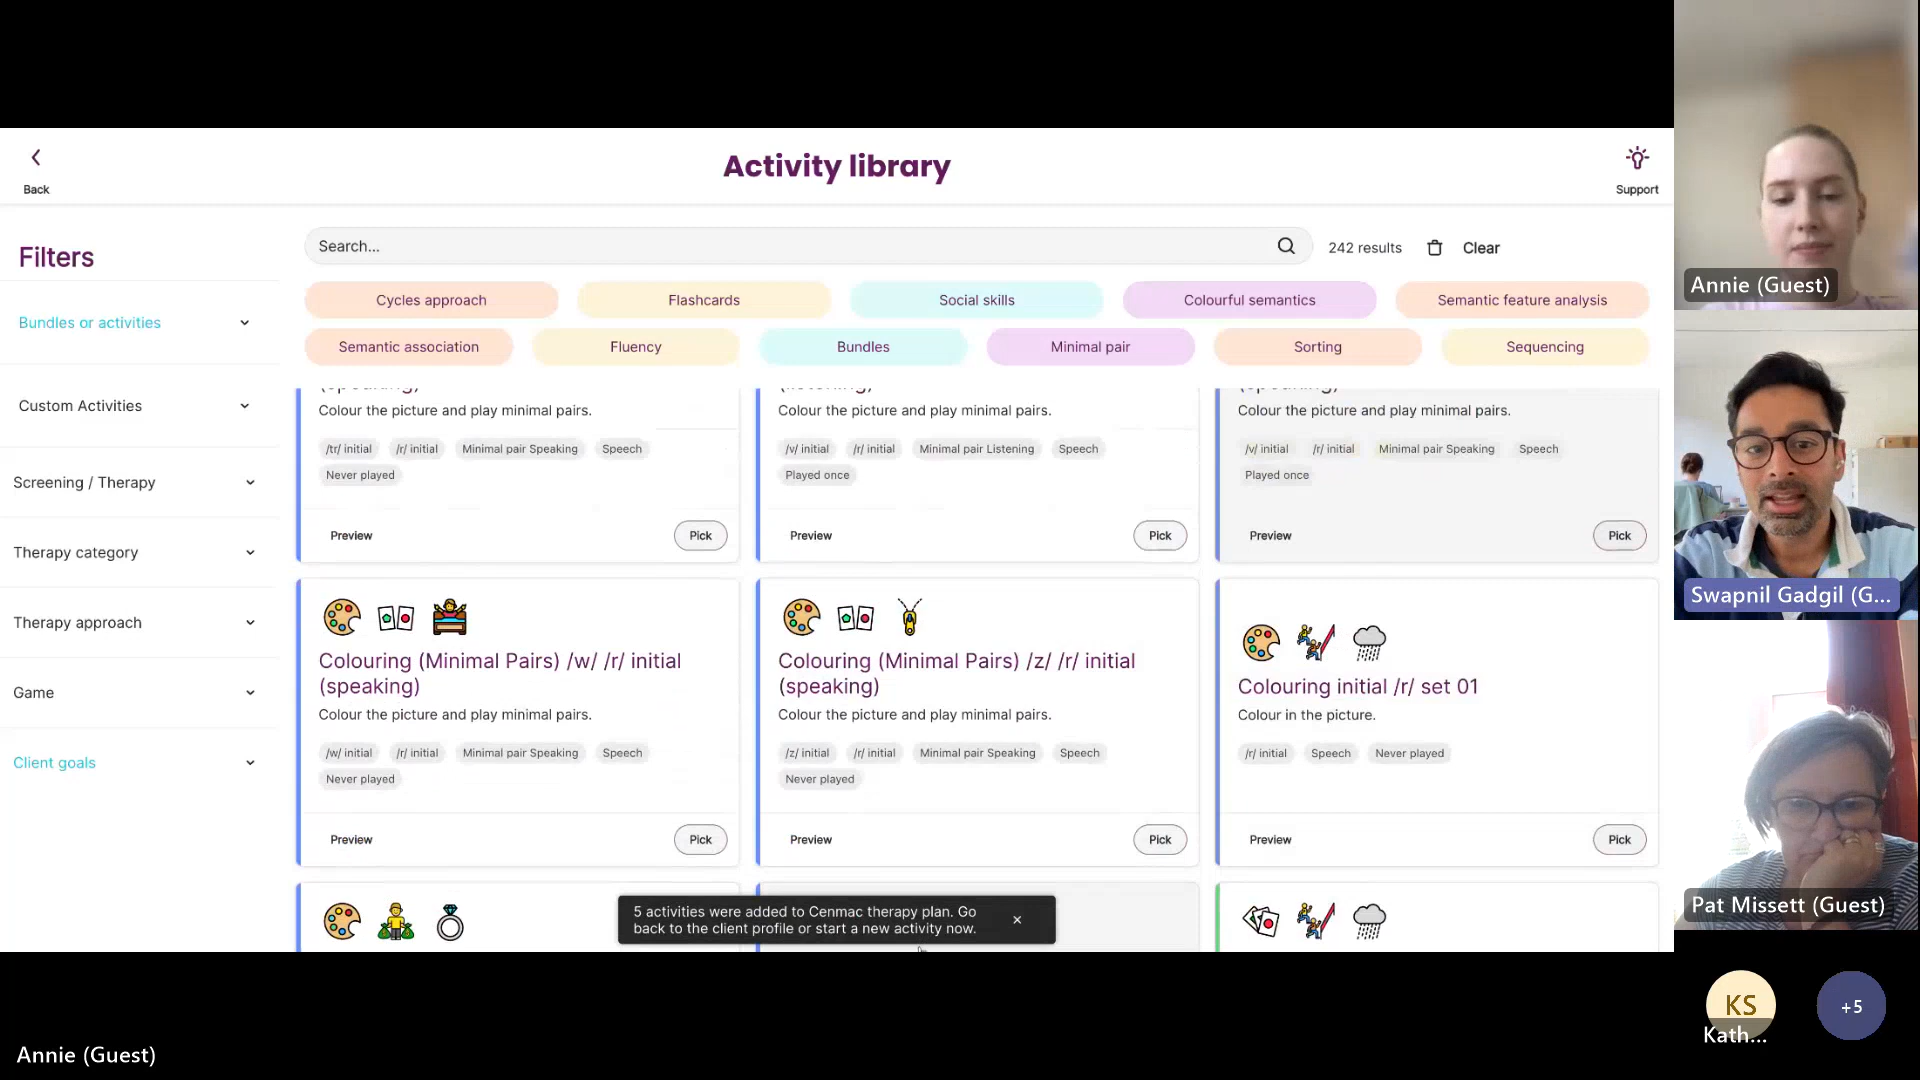 Back
Activity library
Support
Filters
Search...
242 results
Clear
Cycles approach
Flashcards
Social skills
Colourful semantics
Semantic feature analysis
Semantic association
Fluency
Bundles
Minimal pair
Sorting
Sequencing
Bundles or activities
Custom Activities
Screening / Therapy
Therapy category
Therapy approach
Game
Client goals
(speaking)
Colour the picture and play minimal pairs.
/tr/ initial /r/ initial Minimal pair Speaking Speech
Never played
Preview Pick
(listening)
Colour the picture and play minimal pairs.
/v/ initial /r/ initial Minimal pair Listening Speech
Played once
Preview Pick
(speaking)
Colour the picture and play minimal pairs.
/v/ initial /r/ initial Minimal pair Speaking Speech
Played once
Preview Pick
Colouring (Minimal Pairs) /w/ /r/ initial
(speaking)
Colour the picture and play minimal pairs.
/w/ initial /r/ initial Minimal pair Speaking Speech
Never played
Preview Pick
Colouring (Minimal Pairs) /z/ /r/ initial
(speaking)
Colour the picture and play minimal pairs.
/z/ initial /r/ initial Minimal pair Speaking Speech
Never played
Preview Pick
Colouring initial /r/ set 01
Colour in the picture.
/r/ initial Speech Never played
Preview Pick
5 activities were added to Cenmac therapy plan. Go
back to the client profile or start a new activity now.
Annie (Guest)
Swapnil Gadgil (G...
Pat Missett (Guest)
KS
Kath...
+5
Annie (Guest)